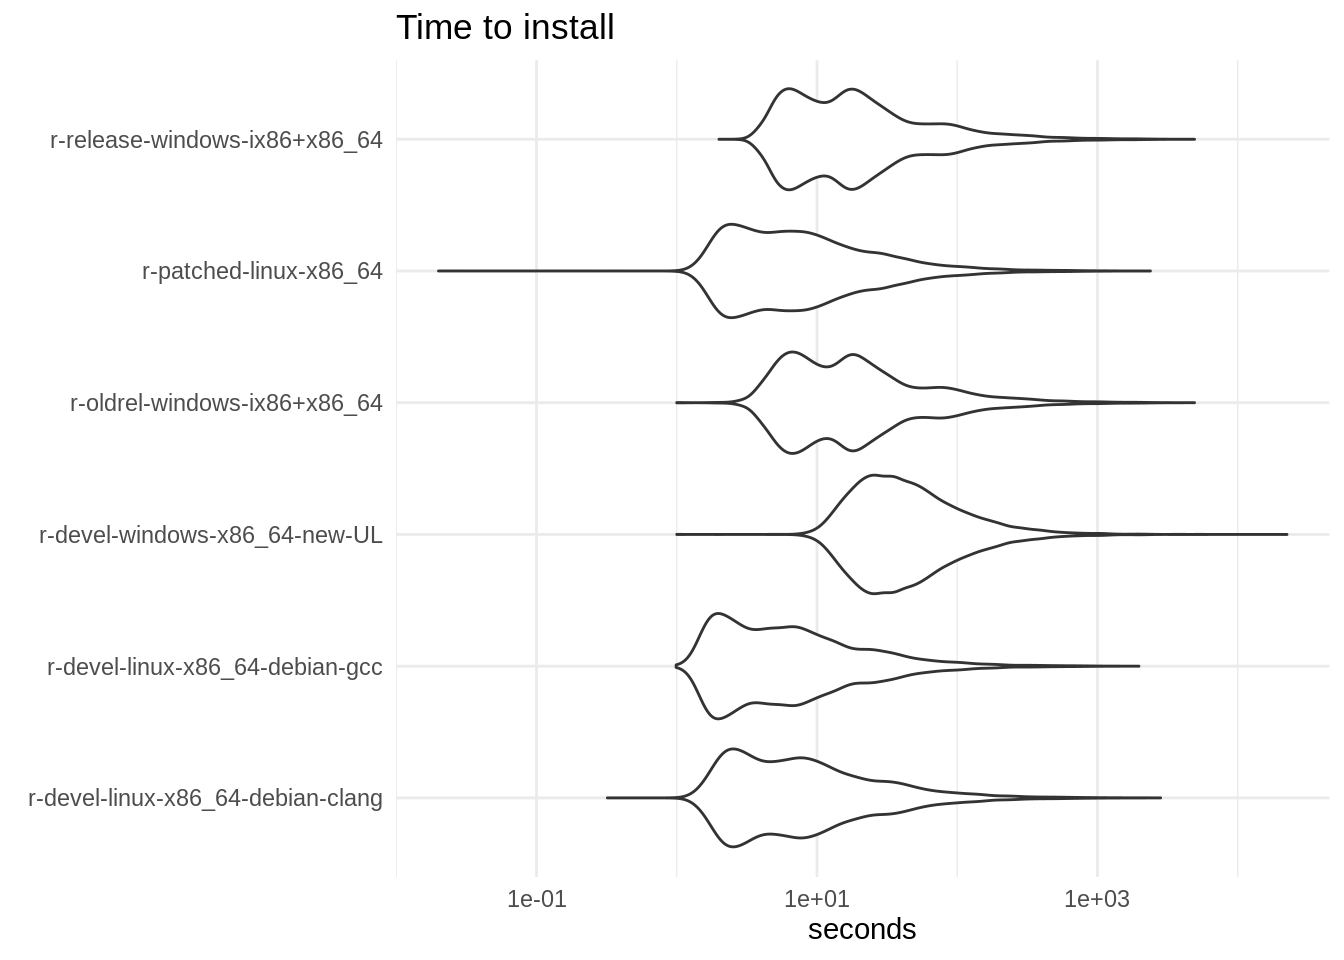 Time to install
r-release-windows-ix86+x86_64
r-patched-linux-x86_64
r-oldrel-windows-ix86+x86_64
r-devel-windows-x86_64-new-UL
r-devel-linux-x86_64-debian-gcc
r-devel-linux-x86_64-debian-clang
1e-01 1e+01 1e+03
seconds